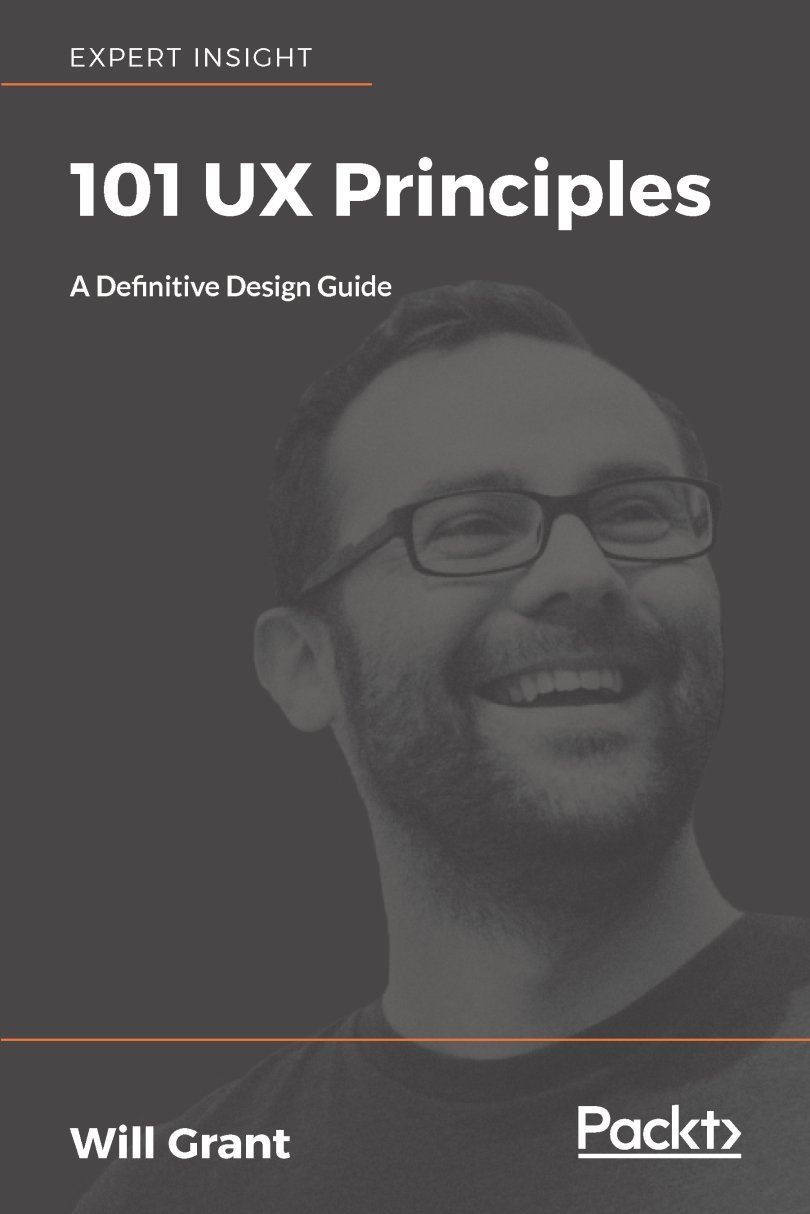 EXPERT INSIGHT
101 UX Principles
A Definitive Design Guide
Will Grant
Packt